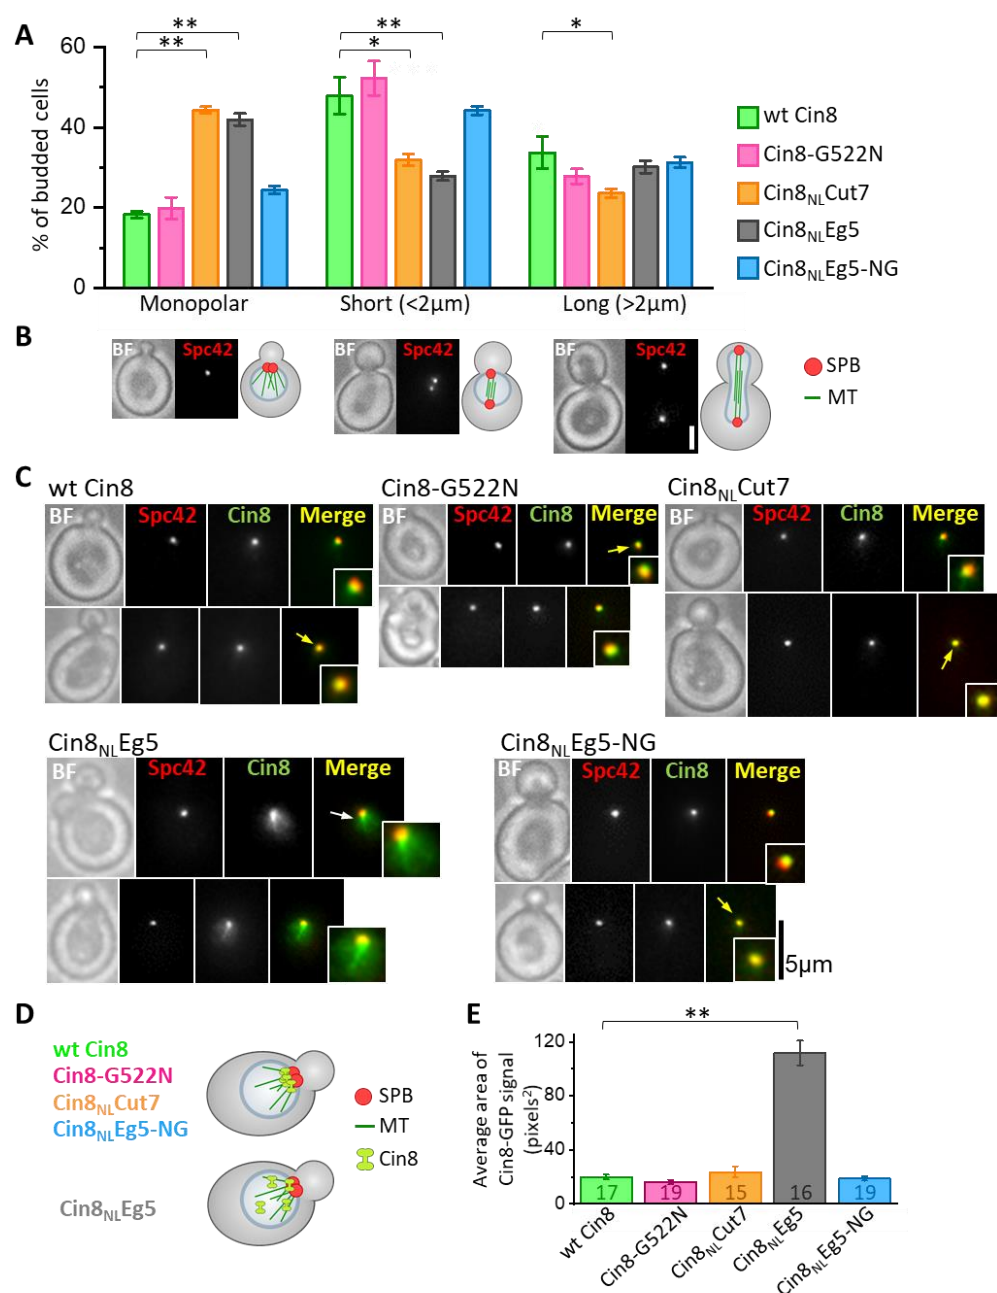 A
** ** *
** *
60
40
20
0
% of budded cells
Monopolar Short (<2µm) Long (>2µm)
wt Cin8
Cin8-G522N
Cin8NLCut7
Cin8NLEg5
Cin8NLEg5-NG
B
BF Spc42 BF Spc42 BF Spc42
SPB
MT
C
wt Cin8 Cin8-G522N Cin8NLCut7
BF Spc42 Cin8 Merge BF Spc42 Cin8 Merge BF Spc42 Cin8 Merge
Cin8NLEg5 Cin8NLEg5-NG
BF Spc42 Cin8 Merge BF Spc42 Cin8 Merge
5µm
D
wt Cin8
Cin8-G522N
Cin8NLCut7
Cin8NLEg5-NG
Cin8NLEg5
SPB
MT
Cin8
E
**
120
80
40
0
Average area of
Cin8-GFP signal
(pixels2)
17 19 15 16 19
wt Cin8
Cin8-G522N
Cin8NLCut7
Cin8NLEg5
Cin8NLEg5-NG